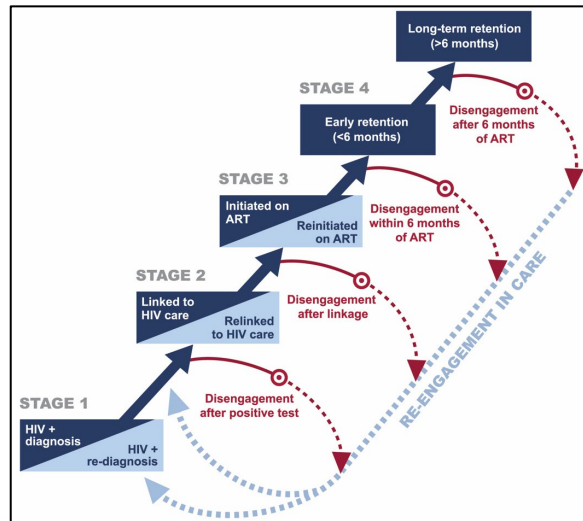 Long-term retention
(>6 months)
STAGE 4
Early retention
(<6 months)
Disengagement
after 6 months
of ART
STAGE 3
Initiated on
ART
Reinitiated
on ART
Disengagement
within 6 months
of ART
STAGE 2
Linked to
HIV care
Relinked
to HIV care
Disengagement
after linkage
STAGE 1
HIV +
diagnosis
HIV +
re-diagnosis
Disengagement
after positive test
RE-ENGAGEMENT IN CARE